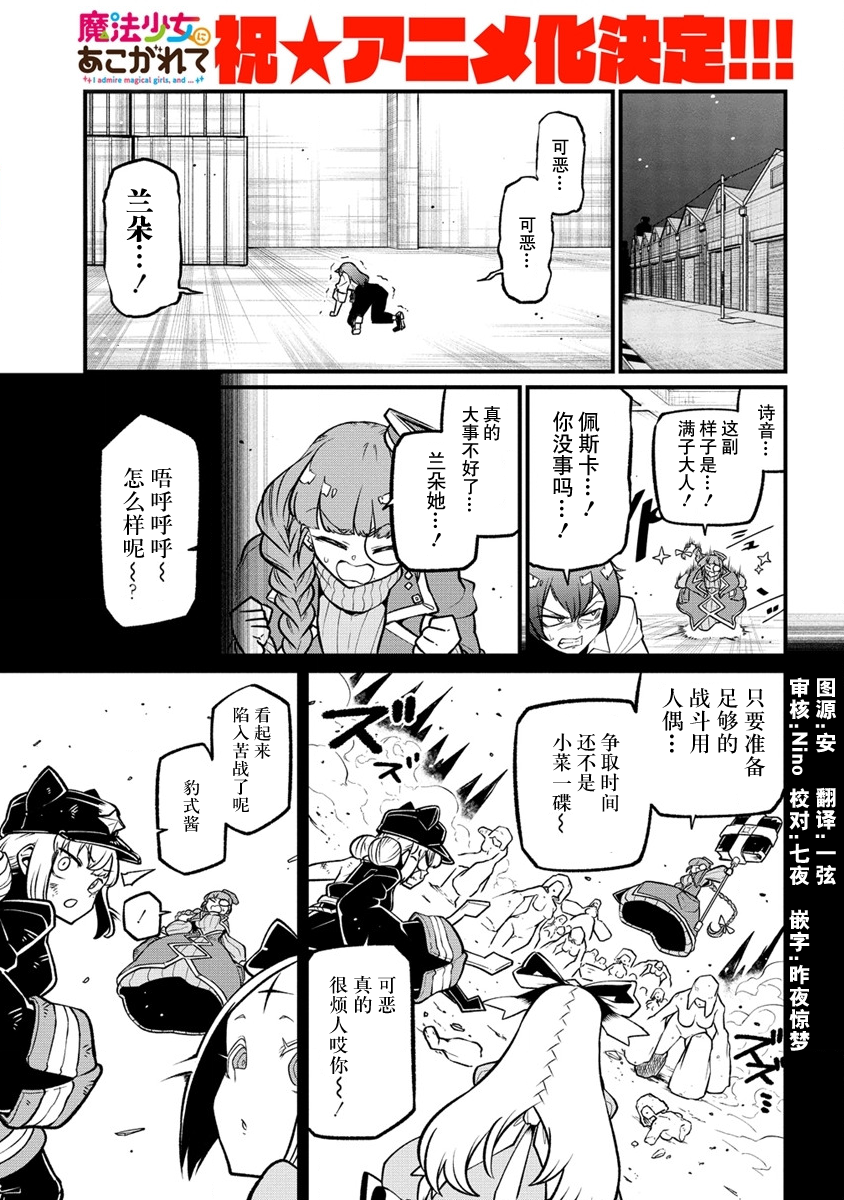 魔法少女に
あこがれて
I admire magical girls, and ...
祝★アニメ化決定!!!
可恶…
可恶…
兰朵…！
诗音…
这副
样子是…！
满子大人！
佩斯卡…！
你没事吗…！
真的
大事不好了…
兰朵她…！
唔呼呼呼～
怎么样呢～？
只要准备
足够的
战斗用
人偶…
争取时间
还不是
小菜一碟～
看起来
陷入苦战了呢
豹式酱
可恶
真的
很烦人哎你～！
图源：安 翻译：一弦
审核：Nino 校对：七夜 嵌字：昨夜惊梦